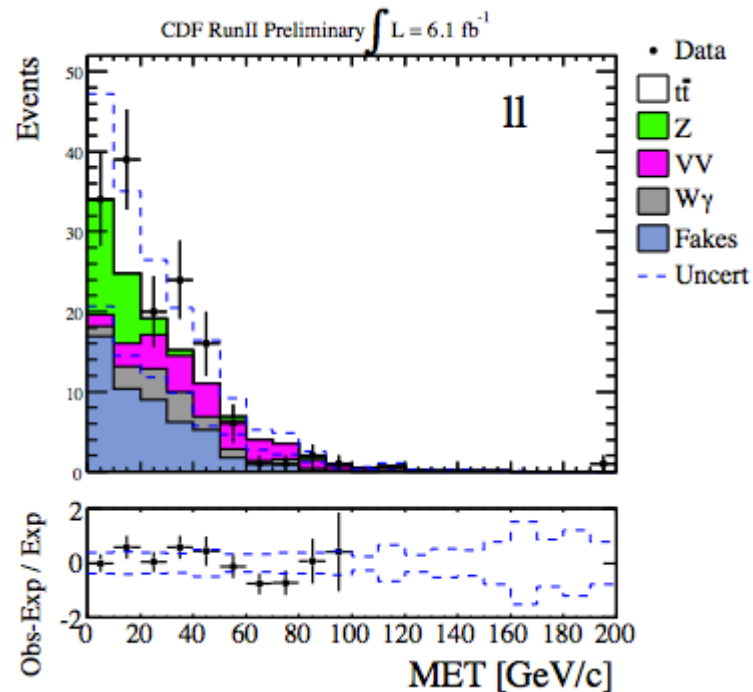 CDF RunII Preliminary ∫ L = 6.1 fb⁻¹
Events
50
40
30
20
10
0
ll
Data
tt̄
Z
VV
Wγ
Fakes
Uncert
Obs-Exp / Exp
2
0
-2
0 20 40 60 80 100 120 140 160 180 200
MET [GeV/c]